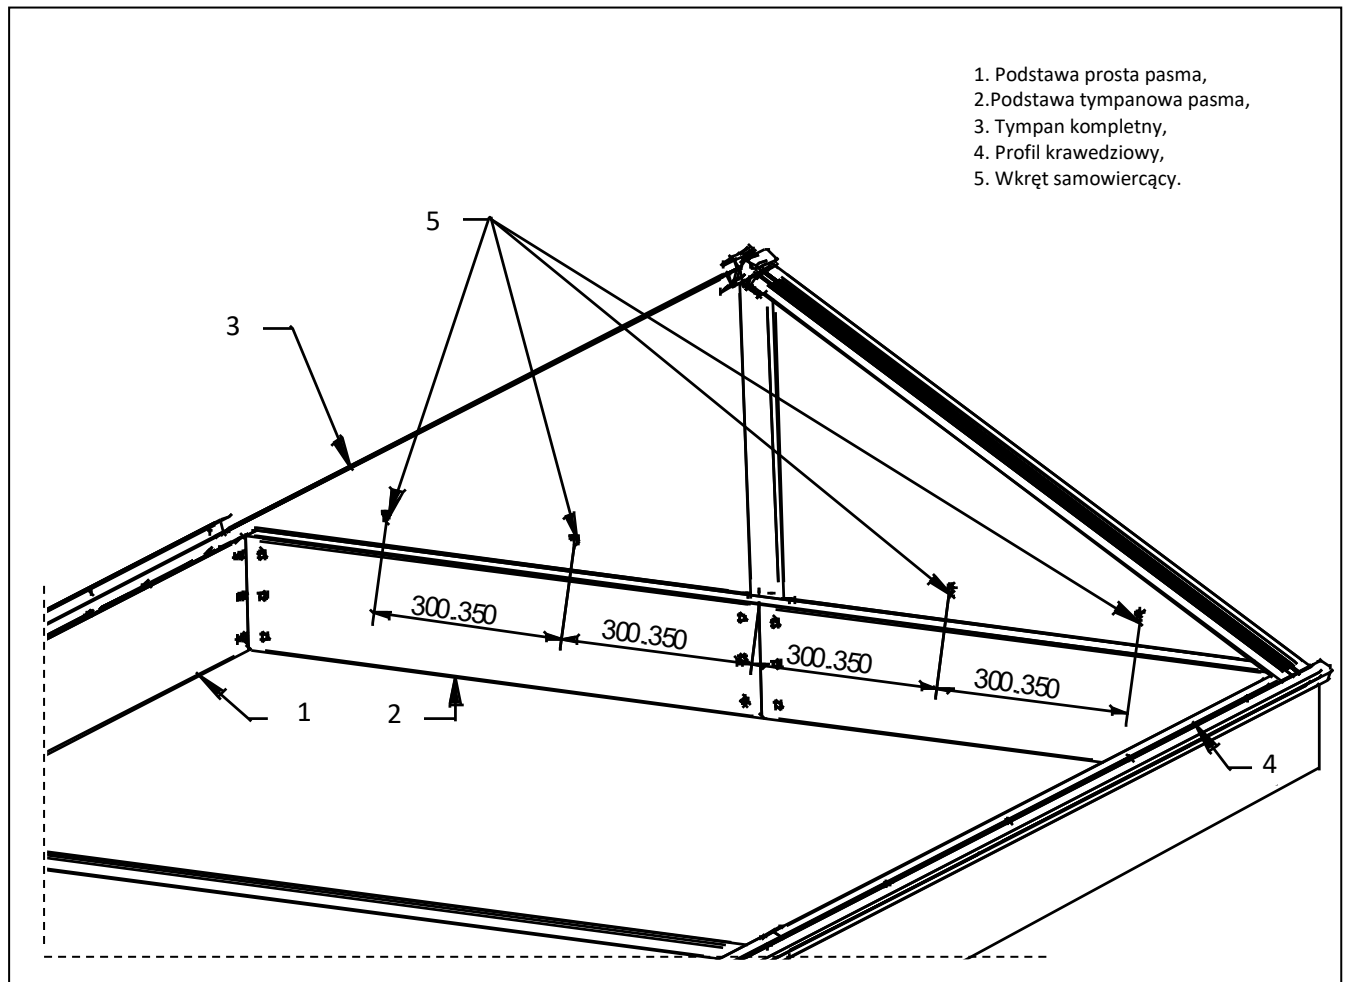 1. Podstawa prosta pasma,
2.Podstawa tympanowa pasma,
3. Tympan kompletny,
4. Profil krawedziowy,
5. Wkręt samowiercący.
5
3
300-350
300-350
300-350
300-350
1
2
4